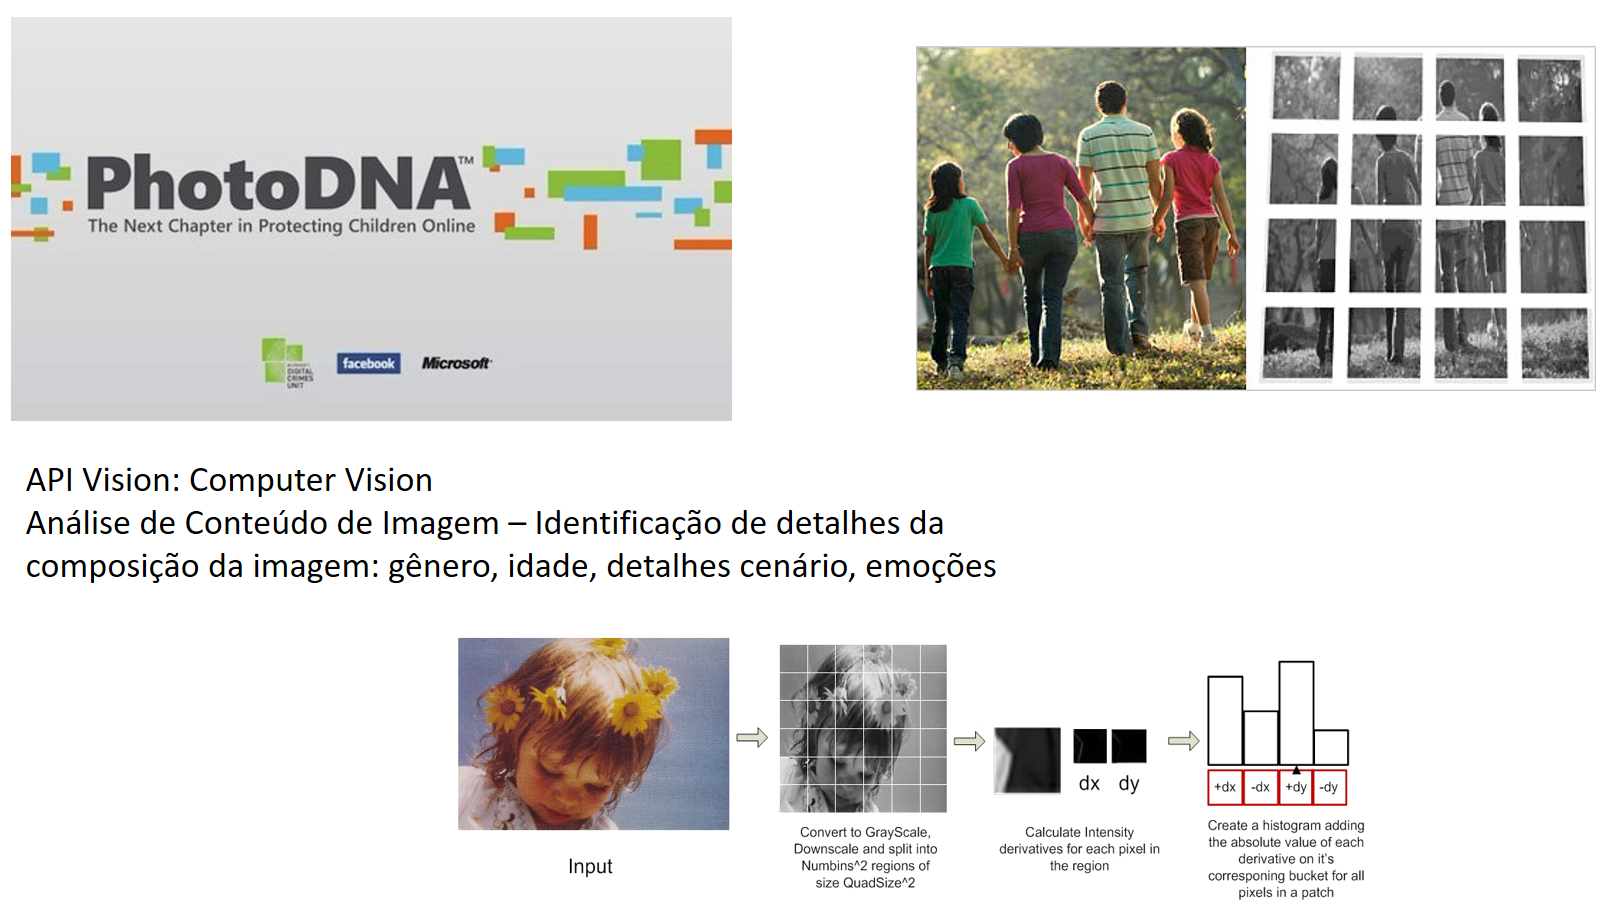 PhotoDNA™
The Next Chapter in Protecting Children Online
MICROSOFT
DIGITAL
CRIMES
UNIT
facebook
Microsoft
API Vision: Computer Vision
Análise de Conteúdo de Imagem – Identificação de detalhes da
composição da imagem: gênero, idade, detalhes cenário, emoções
Input
Convert to GrayScale,
Downscale and split into
Numbins^2 regions of
size QuadSize^2
dx dy
Calculate Intensity
derivatives for each pixel in
the region
+dx -dx +dy -dy
Create a histogram adding
the absolute value of each
derivative on it's
corresponing bucket for all
pixels in a patch